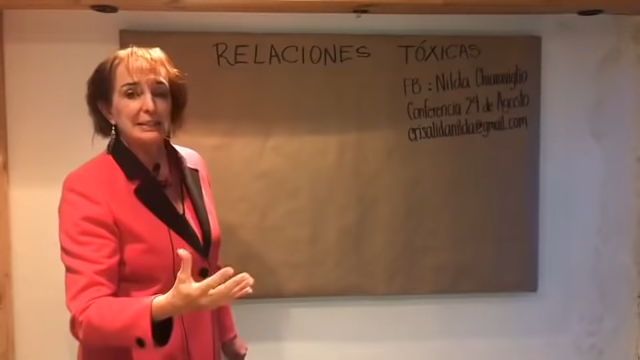 RELACIONES TÓXICAS
FB : Nilda Chiaraviglio
Conferencia 29 de Agosto
crisalidanilda@gmail.com